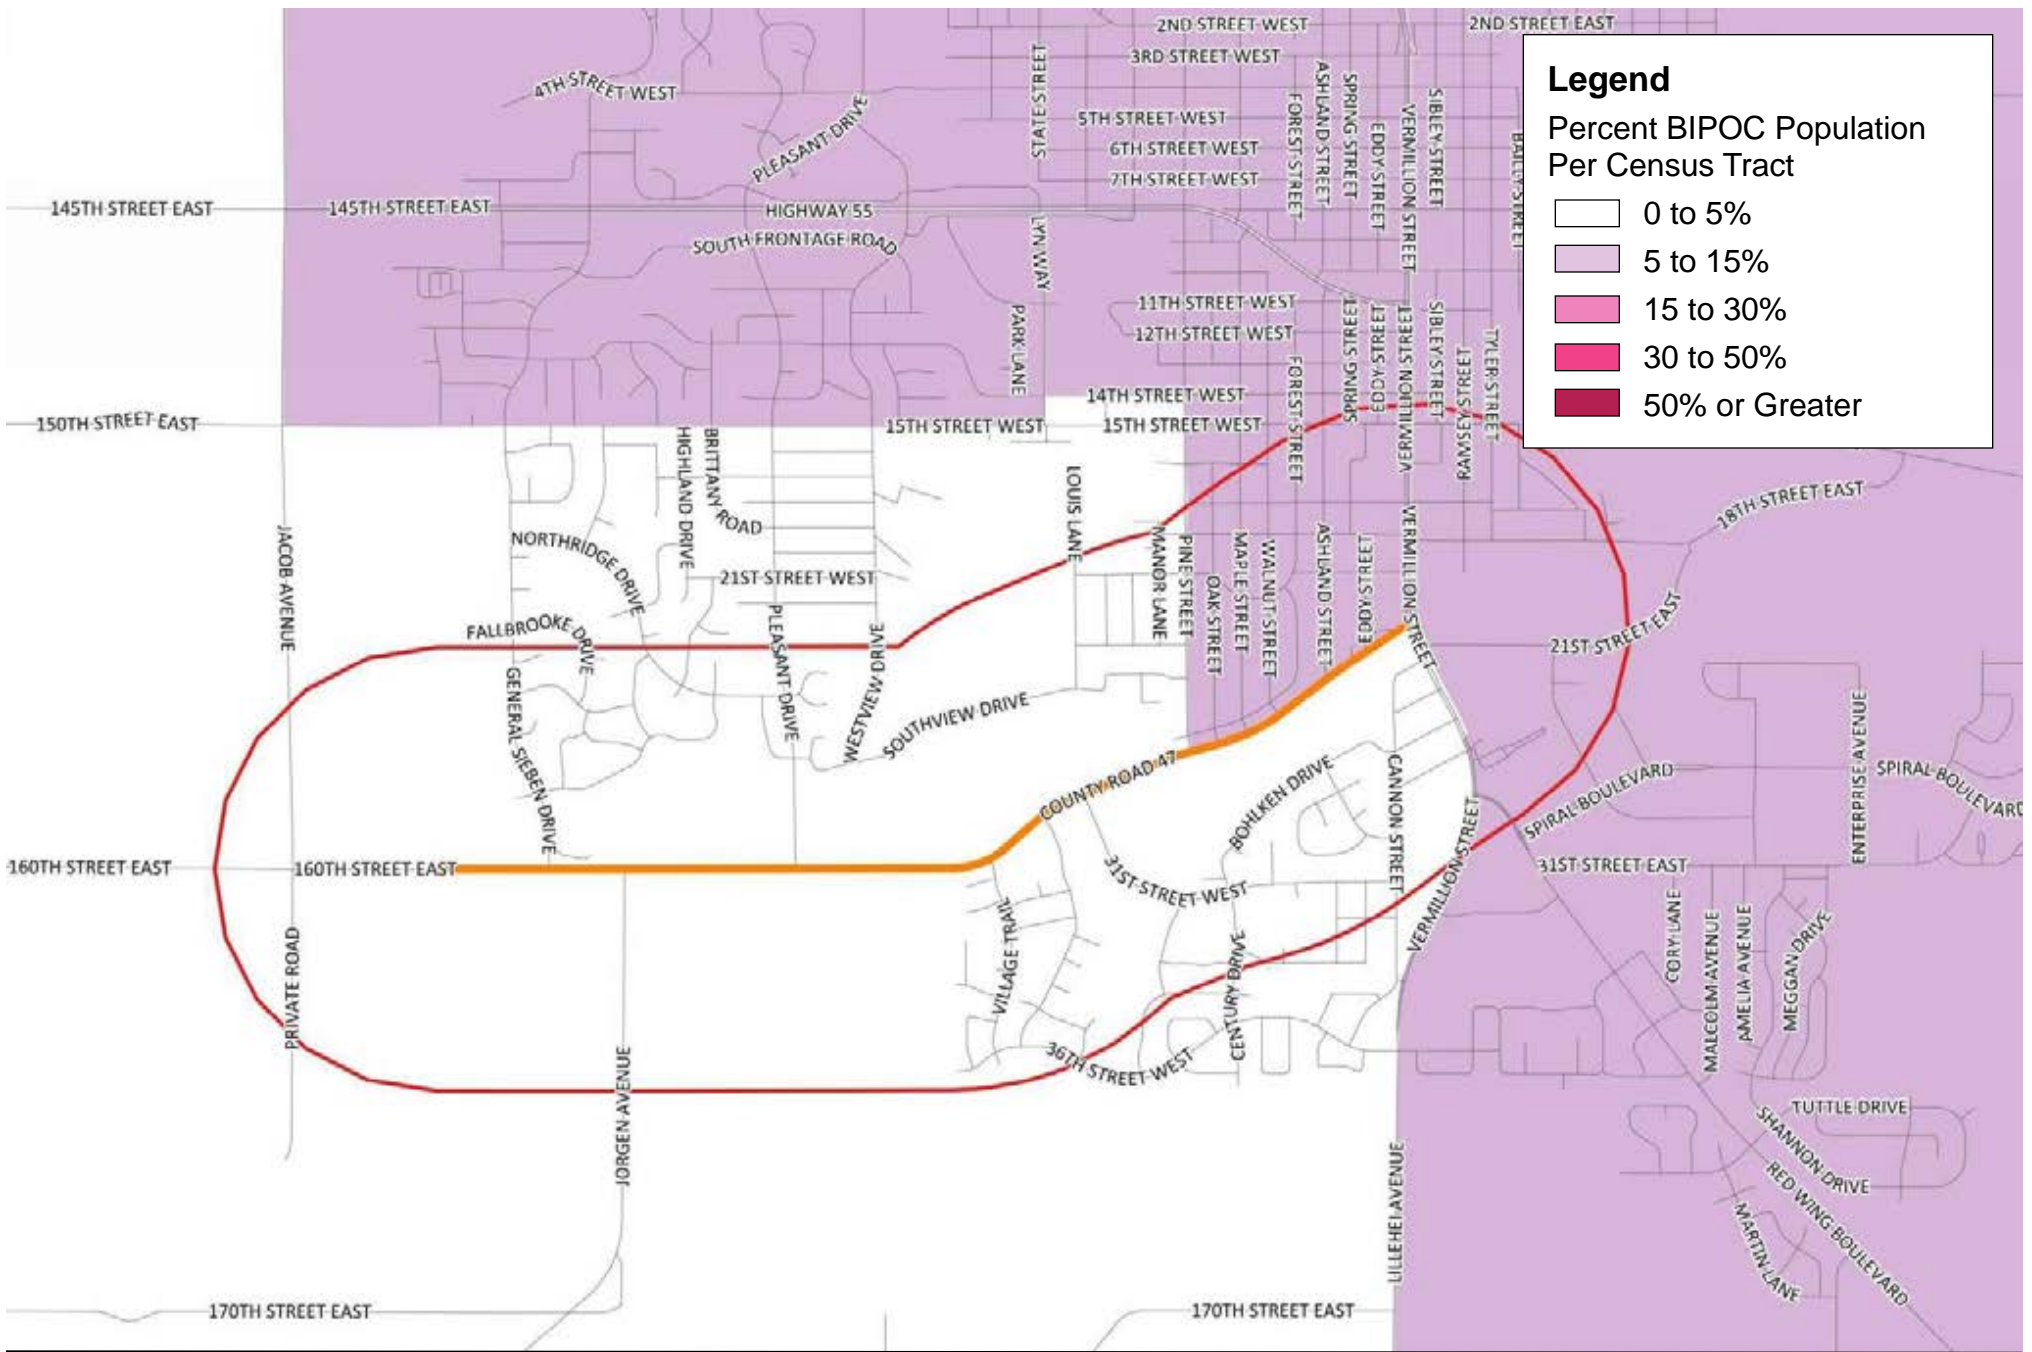 2ND STREET WEST
2ND STREET EAST
3RD STREET WEST
Legend
Percent BIPOC Population
Per Census Tract
0 to 5%
5 to 15%
15 to 30%
30 to 50%
50% or Greater
4TH STREET WEST
PLEASANT DRIVE
STATE STREET
5TH STREET WEST
6TH STREET WEST
7TH STREET WEST
FOREST STREET
ASHLAND STREET
SPRING STREET
EDDY STREET
VERMILLION STREET
SIBLEY STREET
145TH STREET EAST
145TH STREET EAST
HIGHWAY 55
SOUTH FRONTAGE ROAD
LYN WAY
PARK LANE
11TH STREET WEST
12TH STREET WEST
14TH STREET WEST
FOREST STREET
SPRING STREET
EDDY STREET
VERMILLION STREET
SIBLEY STREET
RAMSEY STREET
TYLER STREET
150TH STREET EAST
15TH STREET WEST
15TH STREET WEST
HIGHLAND DRIVE
BRITTANY ROAD
LOUIS LANE
18TH STREET EAST
JACOB AVENUE
NORTHRIDGE DRIVE
21ST STREET WEST
MANOR LANE
PINE STREET
OAK STREET
MAPLE STREET
WALNUT STREET
ASHLAND STREET
EDDY STREET
VERMILLION STREET
FALLBROOKE DRIVE
PLEASANT DRIVE
WESTVIEW DRIVE
SOUTHVIEW DRIVE
21ST STREET EAST
GENERAL SIEBEN DRIVE
COUNTY ROAD 47
BOHLKEN DRIVE
CANNON STREET
VERMILLION STREET
SPIRAL BOULEVARD
ENTERPRISE AVENUE
SPIRAL BOULEVARD
160TH STREET EAST
160TH STREET EAST
31ST STREET WEST
31ST STREET EAST
PRIVATE ROAD
VILLAGE TRAIL
CENTURY DRIVE
CORY LANE
MALCOLM AVENUE
AMELIA AVENUE
MEGGAN DRIVE
36TH STREET WEST
JORGEN AVENUE
LILLEHEI AVENUE
TUTTLE DRIVE
SHANNON DRIVE
RED WING BOULEVARD
MARTIN LANE
170TH STREET EAST
170TH STREET EAST